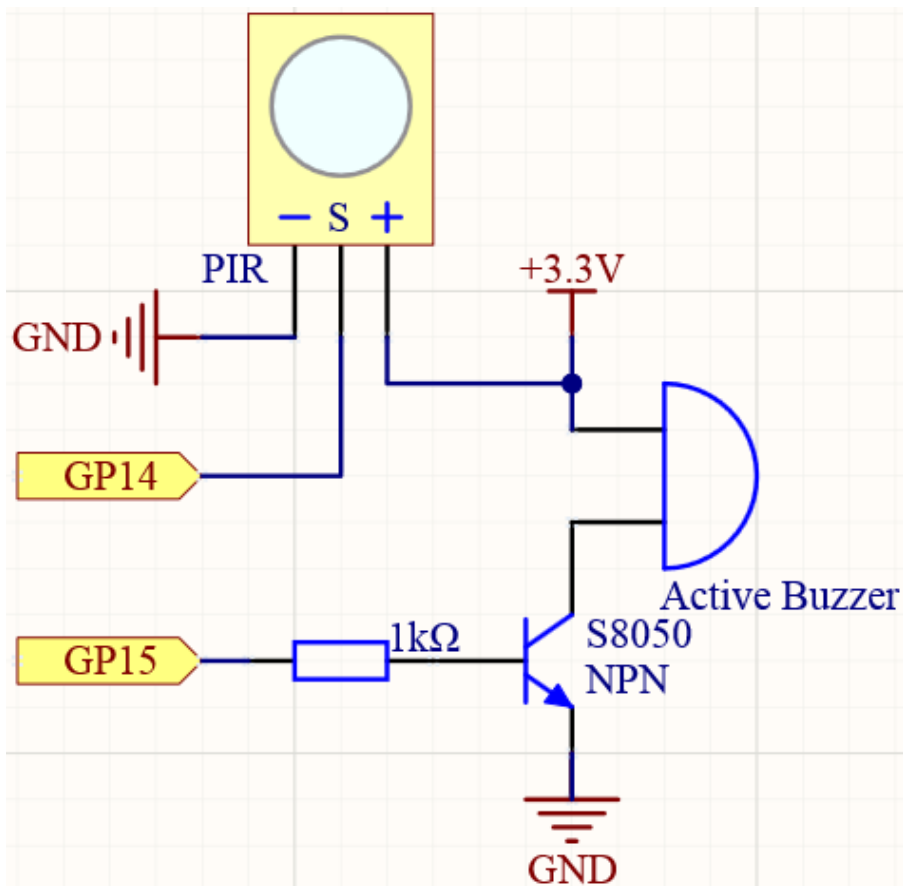 − S +
PIR
+3.3V
GND
GP14
Active Buzzer
1kΩ
S8050
NPN
GP15
GND